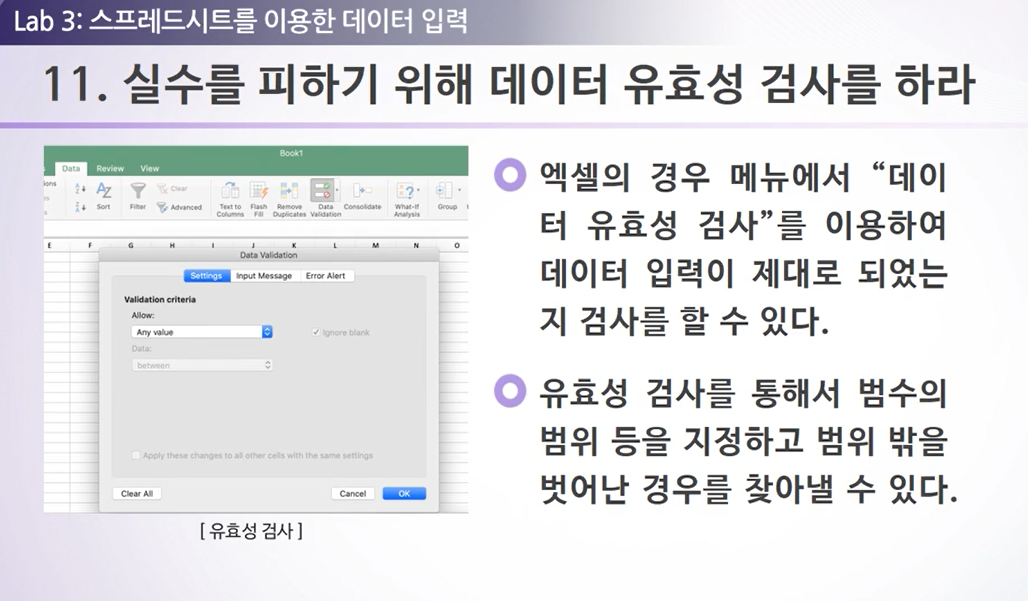 Lab 3: 스프레드시트를 이용한 데이터 입력
11. 실수를 피하기 위해 데이터 유효성 검사를 하라
Book1
Data Review View
Clear
Sort Filter Advanced
Text to Columns Flash Fill Remove Duplicates Data Validation Consolidate What-If Analysis Group
E F G H I J K L M N O
Data Validation
Settings Input Message Error Alert
Validation criteria
Allow:
Any value Ignore blank
Data:
between
Apply these changes to all other cells with the same settings
Clear All Cancel OK
[ 유효성 검사 ]
엑셀의 경우 메뉴에서 “데이
터 유효성 검사”를 이용하여
데이터 입력이 제대로 되었는
지 검사를 할 수 있다.
유효성 검사를 통해서 범수의
범위 등을 지정하고 범위 밖을
벗어난 경우를 찾아낼 수 있다.